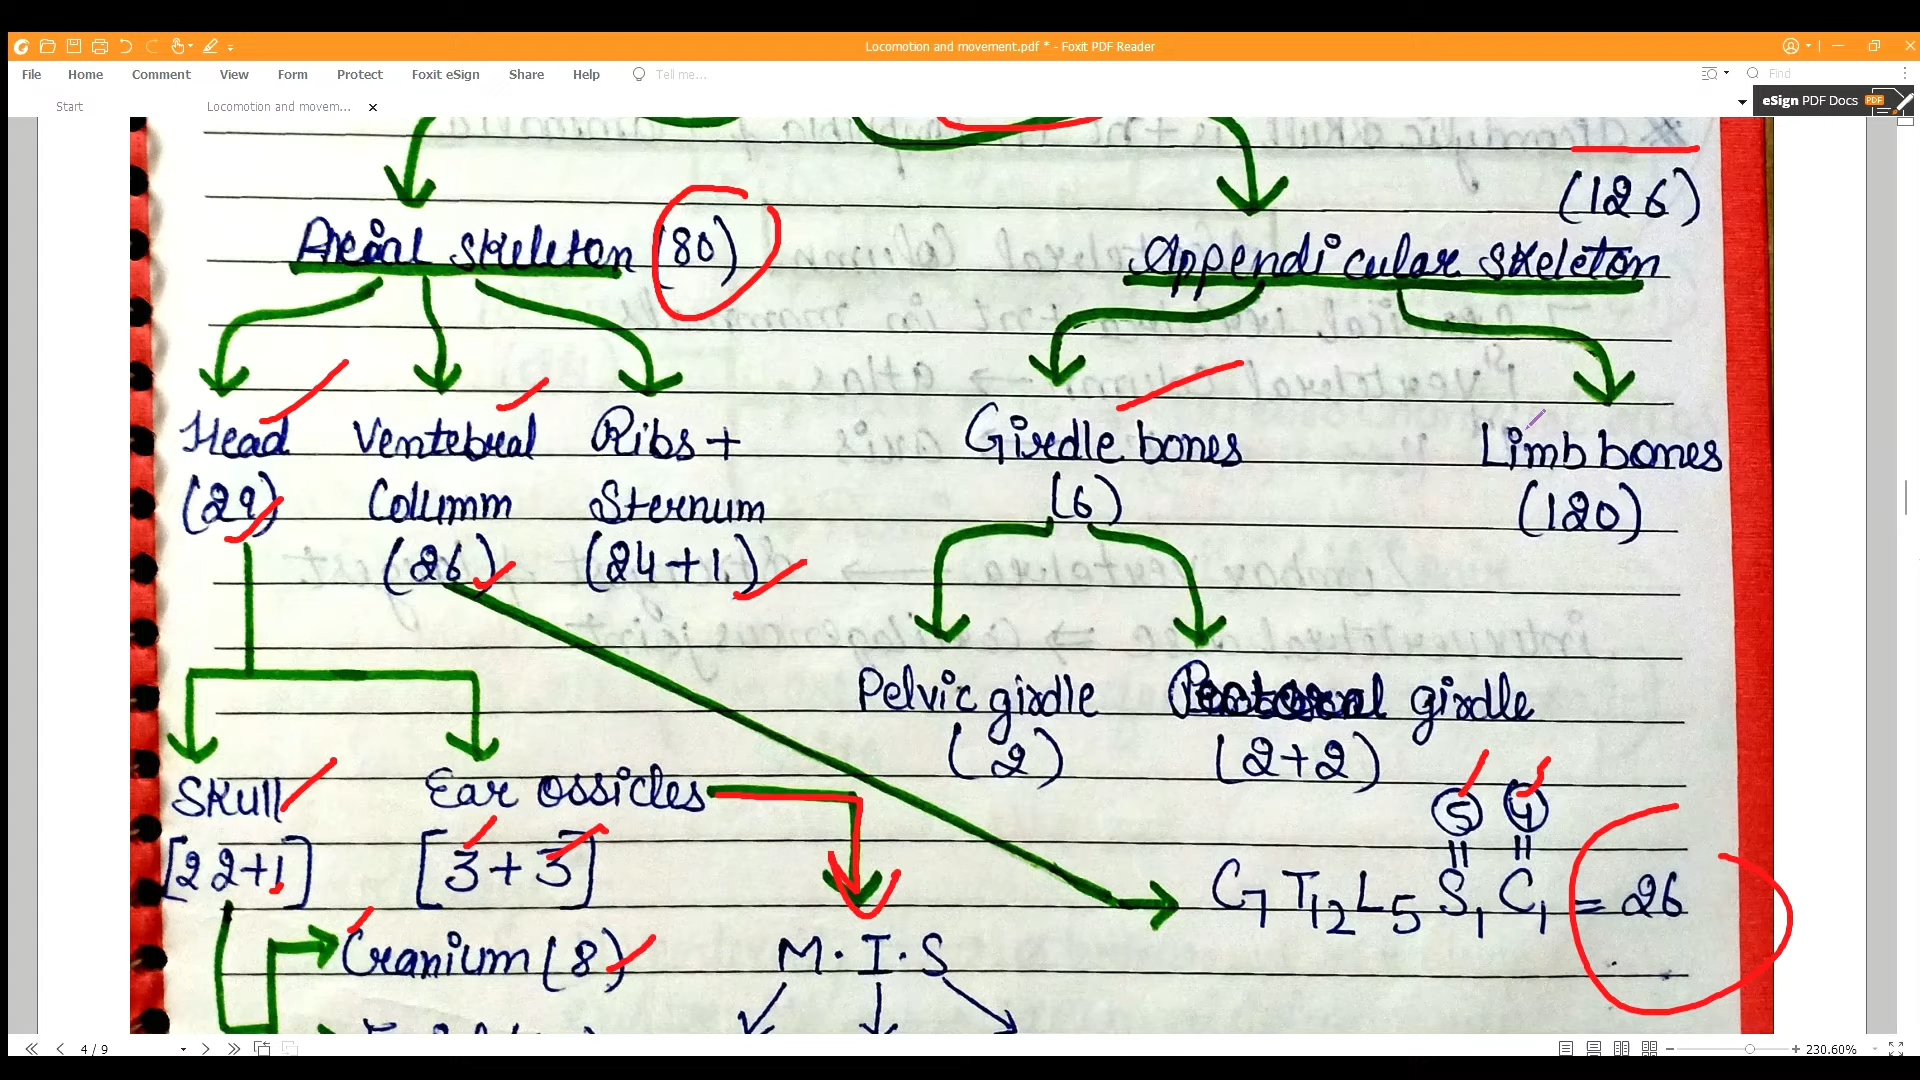 Locomotion and movement.pdf * - Foxit PDF Reader
File Home Comment View Form Protect Foxit eSign Share Help Tell me... Find
Start Locomotion and movem... eSign PDF Docs PDF
(126)
Axial skeleton (80) Appendicular skeleton
Head Ventebral Ribs + Girdle bones Limb bones
(29) Columm Sternum (6) (120)
(26) (24+1)
Pelvic girdle girdle
(2) (2+2)
Skull Ear ossicles 5 4
[22+1] [3+3] = =
C7 T12 L5 S1 C1 = 26
Cranium (8) M.I.S
4 / 9 230.60%